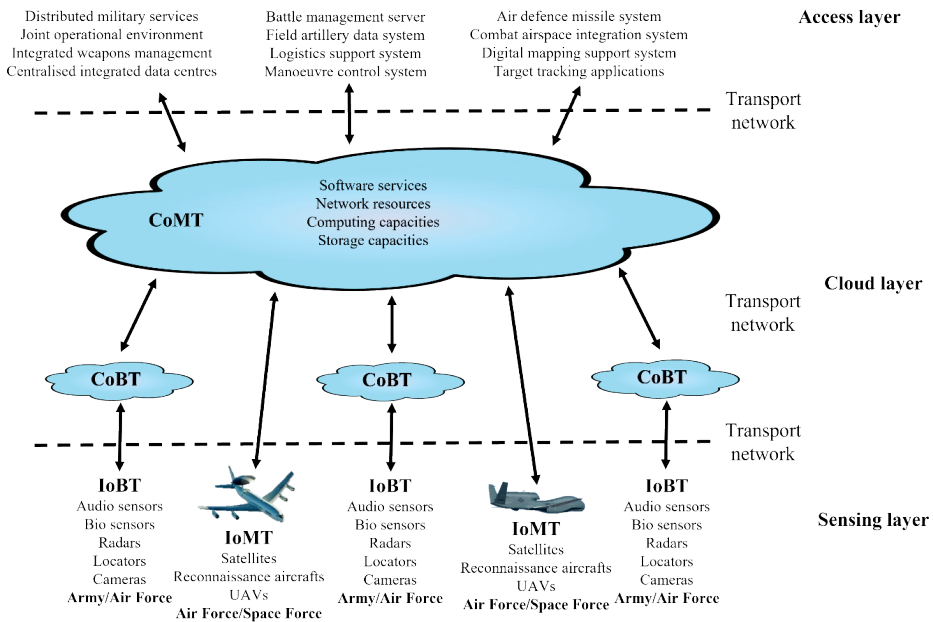 Distributed military services
Joint operational environment
Integrated weapons management
Centralised integrated data centres
Battle management server
Field artillery data system
Logistics support system
Manoeuvre control system
Air defence missile system
Combat airspace integration system
Digital mapping support system
Target tracking applications
Access layer
Transport
network
CoMT
Software services
Network resources
Computing capacities
Storage capacities
Cloud layer
Transport
network
CoBT
CoBT
CoBT
Transport
network
IoBT
Audio sensors
Bio sensors
Radars
Locators
Cameras
Army/Air Force
IoMT
Satellites
Reconnaissance aircrafts
UAVs
Air Force/Space Force
IoBT
Audio sensors
Bio sensors
Radars
Locators
Cameras
Army/Air Force
IoMT
Satellites
Reconnaissance aircrafts
UAVs
Air Force/Space Force
IoBT
Audio sensors
Bio sensors
Radars
Locators
Cameras
Army/Air Force
Sensing layer